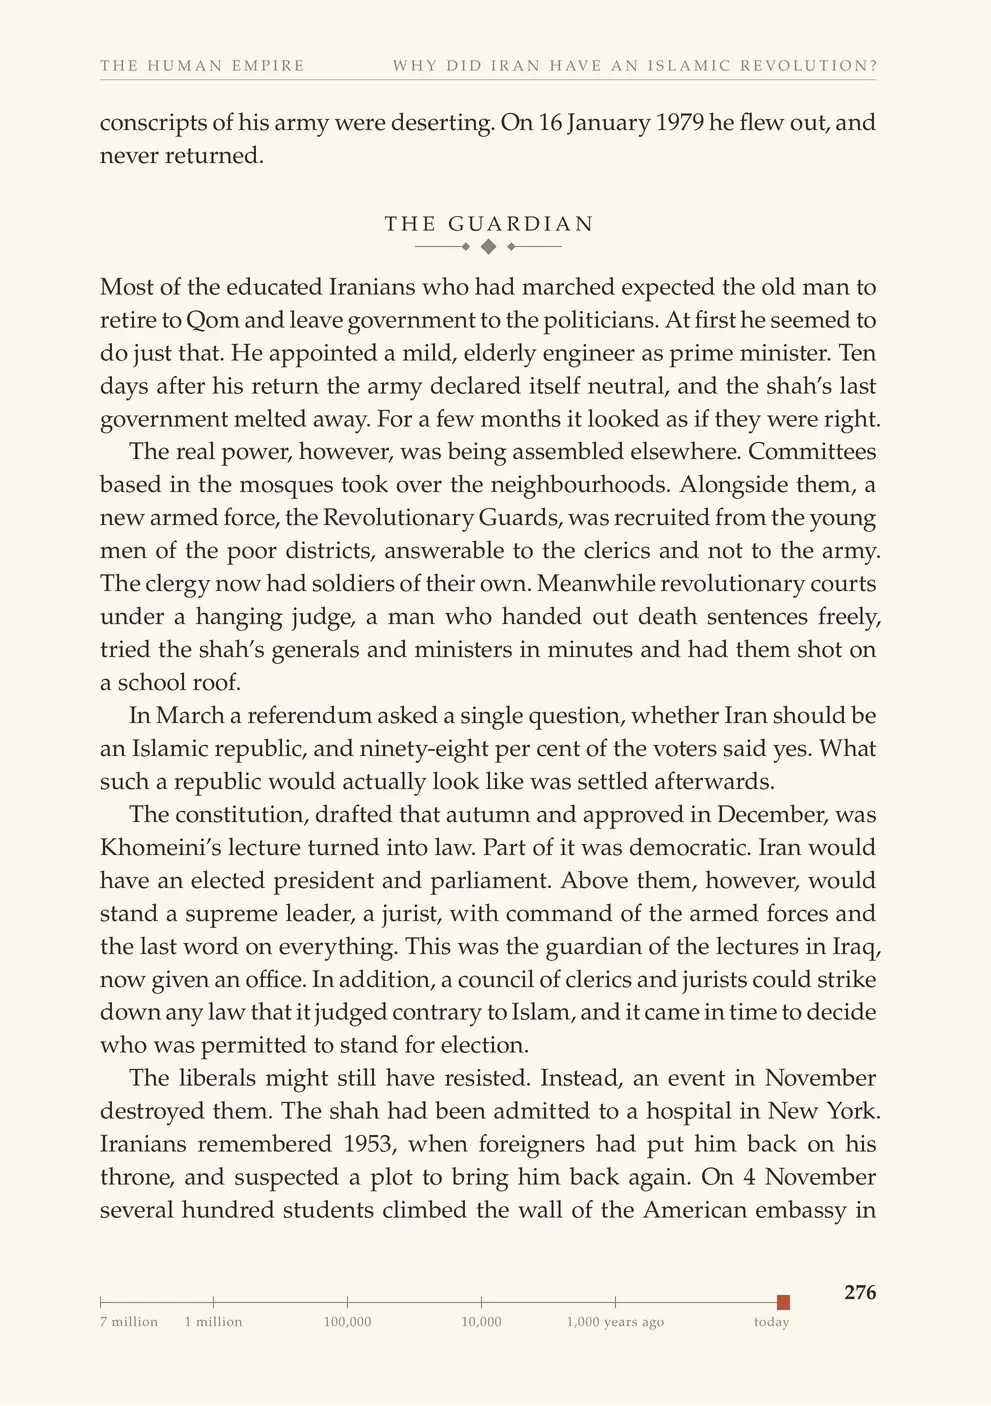 THE HUMAN EMPIRE WHY DID IRAN HAVE AN ISLAMIC REVOLUTION?
conscripts of his army were deserting. On 16 January 1979 he flew out, and
never returned.
THE GUARDIAN
Most of the educated Iranians who had marched expected the old man to
retire to Qom and leave government to the politicians. At first he seemed to
do just that. He appointed a mild, elderly engineer as prime minister. Ten
days after his return the army declared itself neutral, and the shah’s last
government melted away. For a few months it looked as if they were right.
The real power, however, was being assembled elsewhere. Committees
based in the mosques took over the neighbourhoods. Alongside them, a
new armed force, the Revolutionary Guards, was recruited from the young
men of the poor districts, answerable to the clerics and not to the army.
The clergy now had soldiers of their own. Meanwhile revolutionary courts
under a hanging judge, a man who handed out death sentences freely,
tried the shah’s generals and ministers in minutes and had them shot on
a school roof.
In March a referendum asked a single question, whether Iran should be
an Islamic republic, and ninety-eight per cent of the voters said yes. What
such a republic would actually look like was settled afterwards.
The constitution, drafted that autumn and approved in December, was
Khomeini’s lecture turned into law. Part of it was democratic. Iran would
have an elected president and parliament. Above them, however, would
stand a supreme leader, a jurist, with command of the armed forces and
the last word on everything. This was the guardian of the lectures in Iraq,
now given an office. In addition, a council of clerics and jurists could strike
down any law that it judged contrary to Islam, and it came in time to decide
who was permitted to stand for election.
The liberals might still have resisted. Instead, an event in November
destroyed them. The shah had been admitted to a hospital in New York.
Iranians remembered 1953, when foreigners had put him back on his
throne, and suspected a plot to bring him back again. On 4 November
several hundred students climbed the wall of the American embassy in
276
7 million 1 million 100,000 10,000 1,000 years ago today